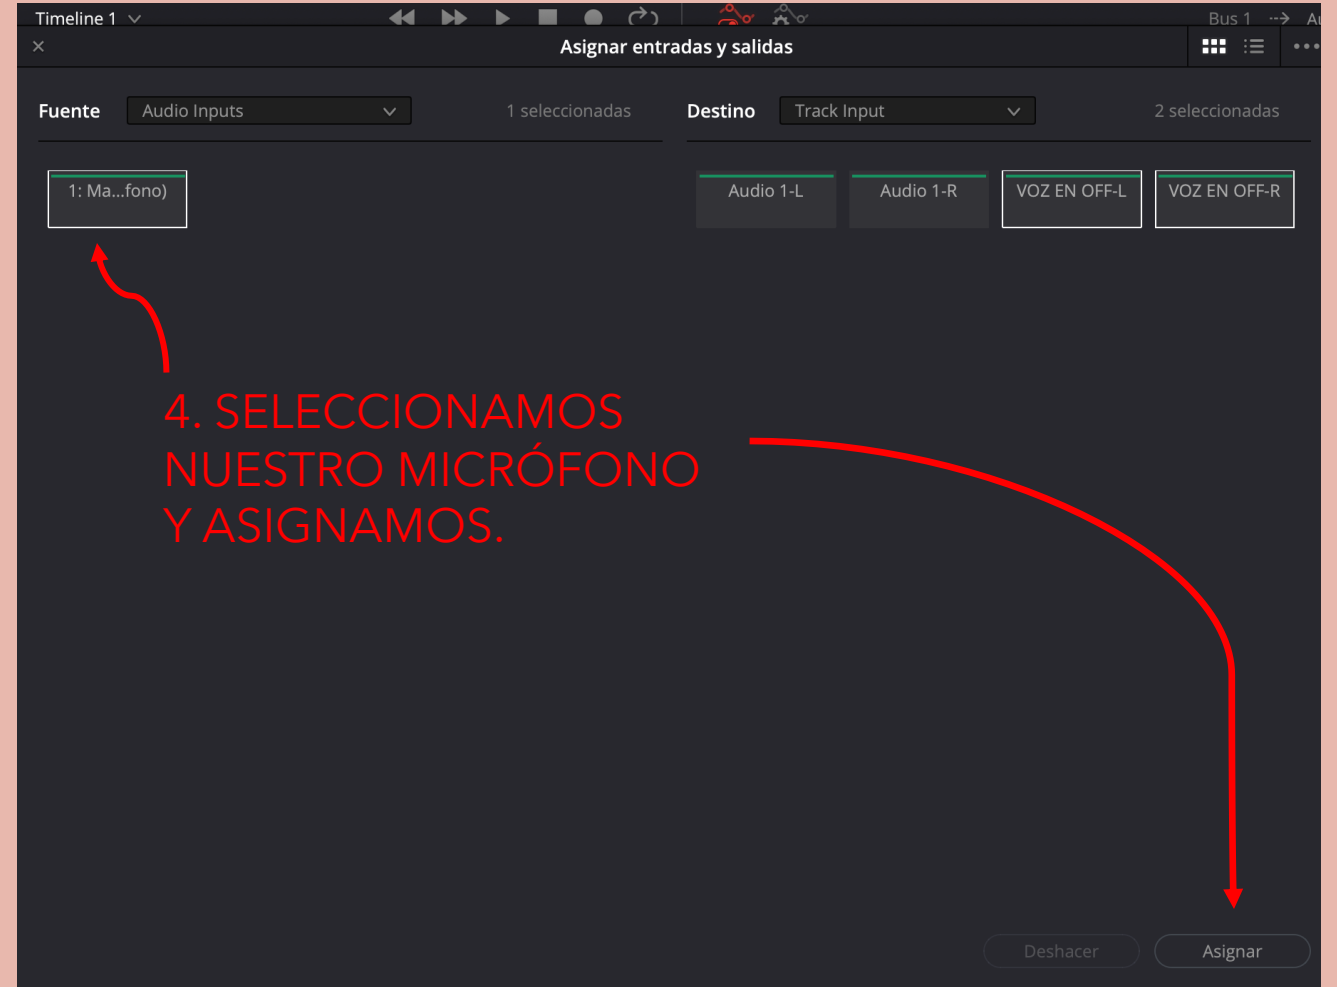 Timeline 1
Bus 1
Asignar entradas y salidas
Fuente Audio Inputs 1 seleccionadas
Destino Track Input 2 seleccionadas
1: Ma...fono)
Audio 1-L
Audio 1-R
VOZ EN OFF-L
VOZ EN OFF-R
4. SELECCIONAMOS
NUESTRO MICRÓFONO
Y ASIGNAMOS.
Deshacer
Asignar